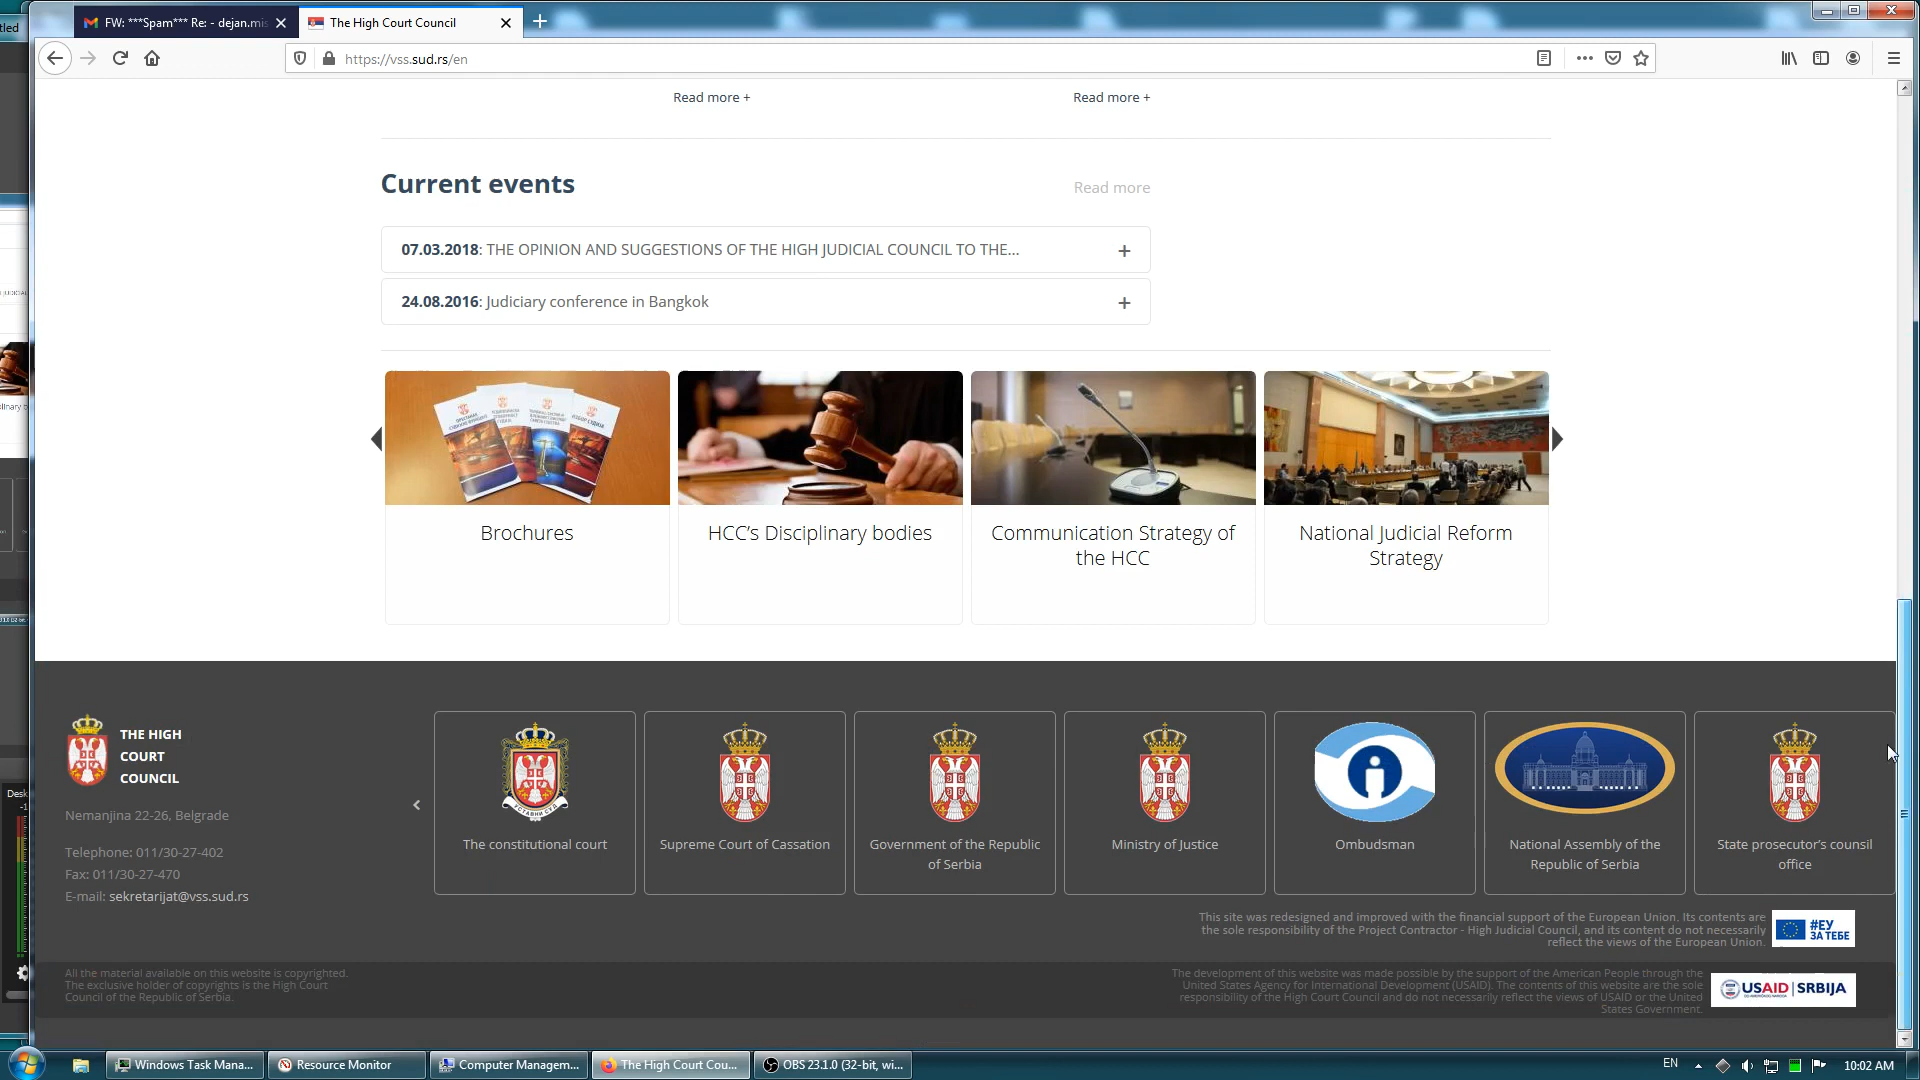 FW: ***Spam*** Re: - dejan.mis
The High Court Council
https://vss.sud.rs/en
Read more +
Read more +
Current events
Read more
07.03.2018: THE OPINION AND SUGGESTIONS OF THE HIGH JUDICIAL COUNCIL TO THE...
24.08.2016: Judiciary conference in Bangkok
Brochures
HCC's Disciplinary bodies
Communication Strategy of
the HCC
National Judicial Reform
Strategy
THE HIGH
COURT
COUNCIL
Nemanjina 22-26, Belgrade
Telephone: 011/30-27-402
Fax: 011/30-27-470
E-mail: sekretarijat@vss.sud.rs
УСТАВНИ СУД
The constitutional court
Supreme Court of Cassation
Government of the Republic
of Serbia
Ministry of Justice
Ombudsman
National Assembly of the
Republic of Serbia
State prosecutor's counsil
office
This site was redesigned and improved with the financial support of the European Union. Its contents are
the sole responsibility of the Project Contractor - High Judicial Council, and its content do not necessarily
reflect the views of the European Union.
#ЕУ
ЗА ТЕБЕ
All the material available on this website is copyrighted.
The exclusive holder of copyrights is the High Court
Council of the Republic of Serbia.
The development of this website was made possible by the support of the American People through the
United States Agency for International Development (USAID). The contents of this website are the sole
responsibility of the High Court Council and do not necessarily reflect the views of USAID or the United
States Government.
USAID | SRBIJA
Windows Task Mana...
Resource Monitor
Computer Managem...
The High Court Cou...
OBS 23.1.0 (32-bit, wi...
EN
10:02 AM